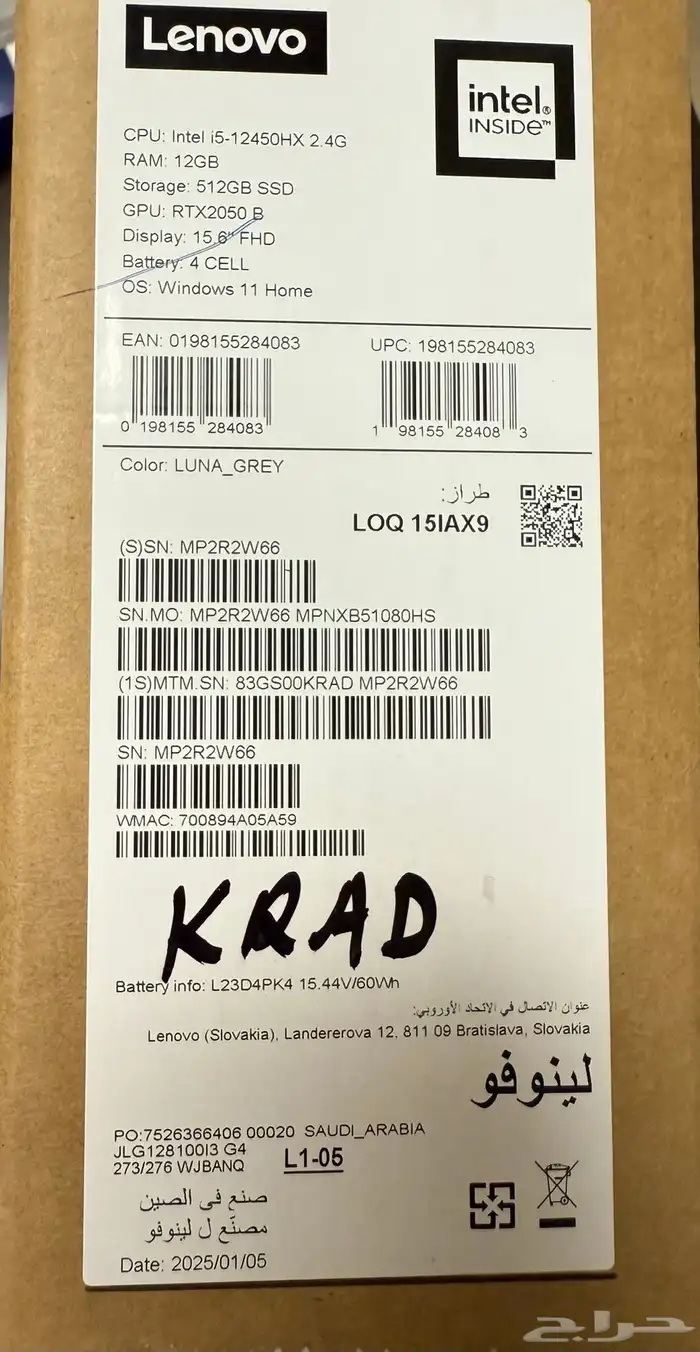 Lenovo
intel.
INSIDE™
CPU: Intel i5-12450HX 2.4G
RAM: 12GB
Storage: 512GB SSD
GPU: RTX2050 B
Display: 15.6" FHD
Battery: 4 CELL
OS: Windows 11 Home
EAN: 0198155284083
0 198155 284083
UPC: 198155284083
1 98155 28408 3
Color: LUNA_GREY
طراز:
LOQ 15IAX9
(S)SN: MP2R2W66
SN.MO: MP2R2W66 MPNXB51080HS
(1S)MTM.SN: 83GS00KRAD MP2R2W66
SN: MP2R2W66
WMAC: 700894A05A59
KRAD
Battery info: L23D4PK4 15.44V/60Wh
عنوان الاتصال في الاتحاد الأوروبي:
Lenovo (Slovakia), Landererova 12, 811 09 Bratislava, Slovakia
لينوفو
PO:7526366406 00020 SAUDI_ARABIA
JLG128100I3 G4
273/276 WJBANQ
L1-05
صنع في الصين
مصنّع ل لينوفو
Date: 2025/01/05
حراج